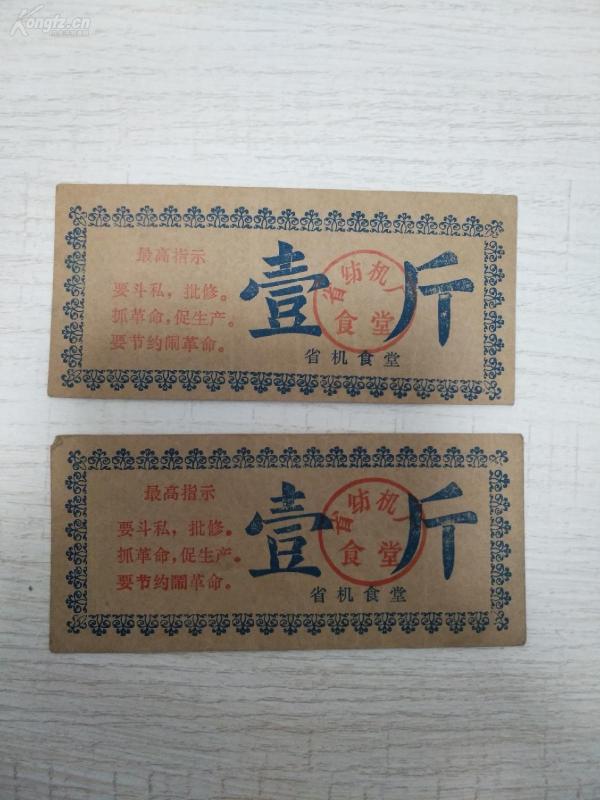 Kongfz.cn
最高指示
要斗私,批修。
抓革命,促生产。
要节约闹革命。
壹斤
省纺机厂
食堂
省机食堂
最高指示
要斗私,批修。
抓革命,促生产。
要节约闹革命。
壹斤
省纺机厂
食堂
省机食堂